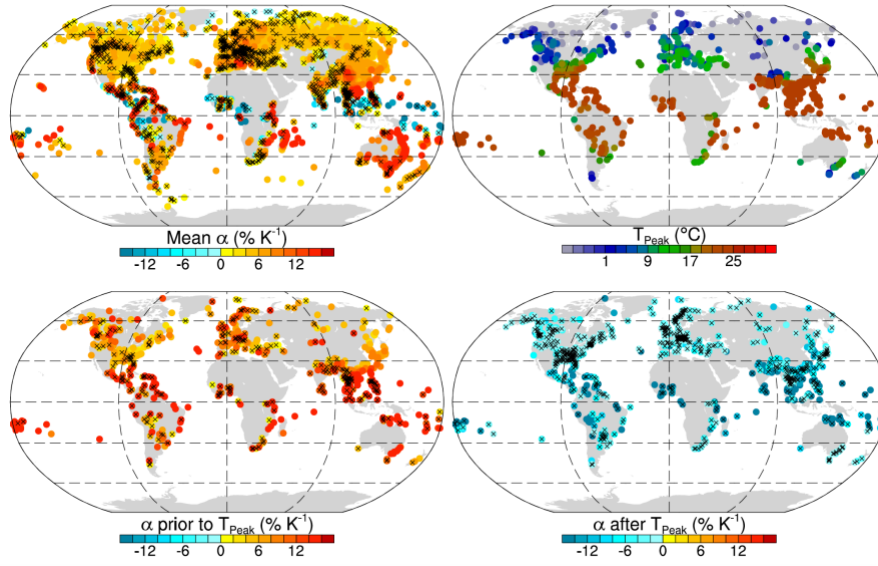 Mean α (% K⁻¹)
-12 -6 0 6 12
T_Peak (°C)
1 9 17 25
α prior to T_Peak (% K⁻¹)
-12 -6 0 6 12
α after T_Peak (% K⁻¹)
-12 -6 0 6 12